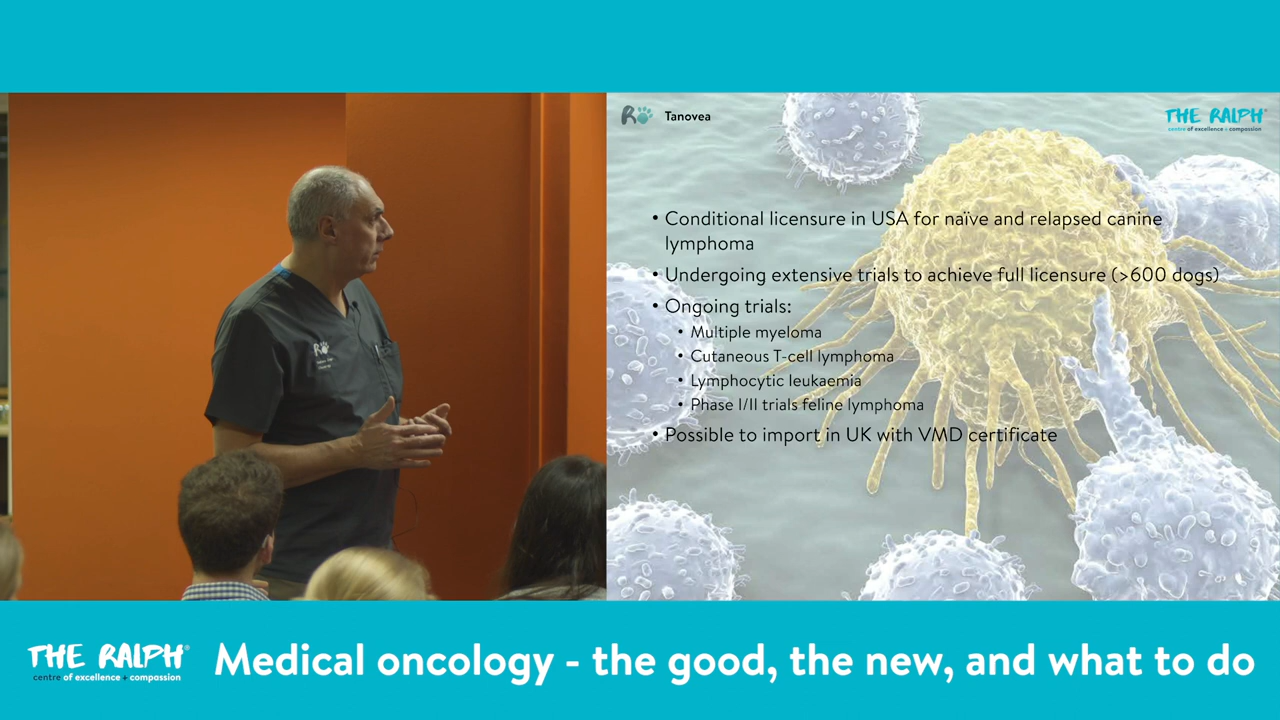 R
Tanovea
THE RALPH®
centre of excellence + compassion
• Conditional licensure in USA for naïve and relapsed canine
lymphoma
• Undergoing extensive trials to achieve full licensure (>600 dogs)
• Ongoing trials:
• Multiple myeloma
• Cutaneous T-cell lymphoma
• Lymphocytic leukaemia
• Phase I/II trials feline lymphoma
• Possible to import in UK with VMD certificate
R
THE RALPH®
centre of excellence + compassion
Medical oncology - the good, the new, and what to do